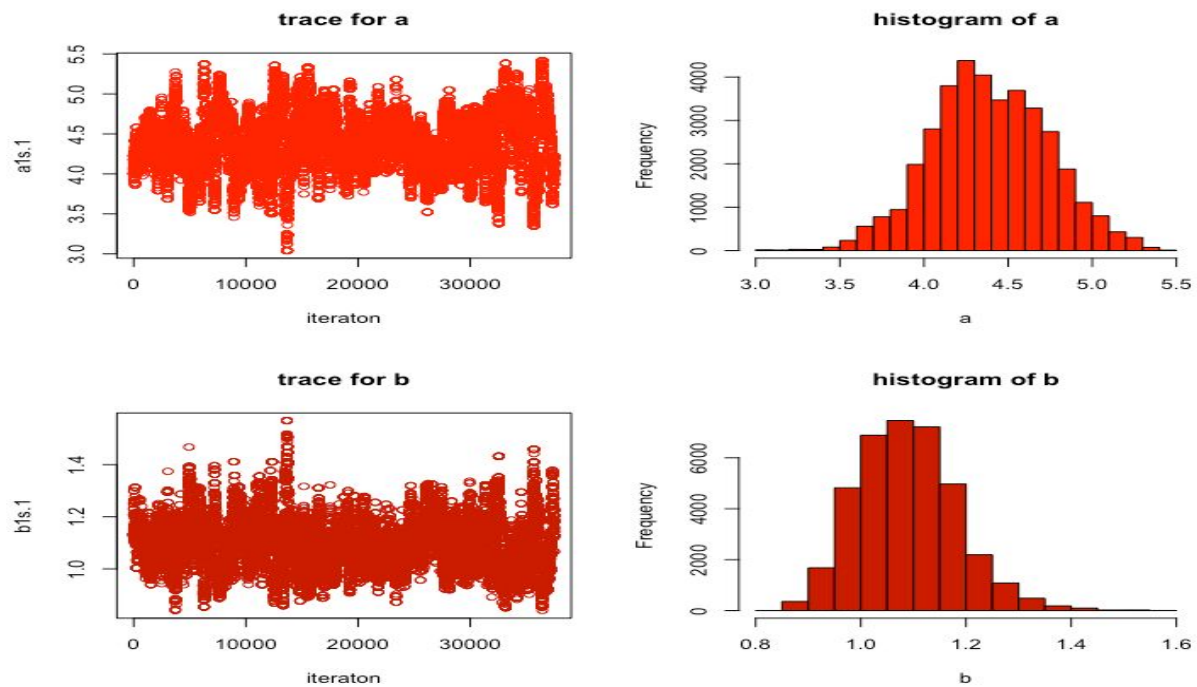 trace for a
a1s.1
5.5
5.0
4.5
4.0
3.5
3.0
0 10000 20000 30000
iteraton
histogram of a
Frequency
4000
3000
2000
1000
0
3.0 3.5 4.0 4.5 5.0 5.5
a
trace for b
b1s.1
1.4
1.2
1.0
0 10000 20000 30000
iteraton
histogram of b
Frequency
6000
4000
2000
0
0.8 1.0 1.2 1.4 1.6
b